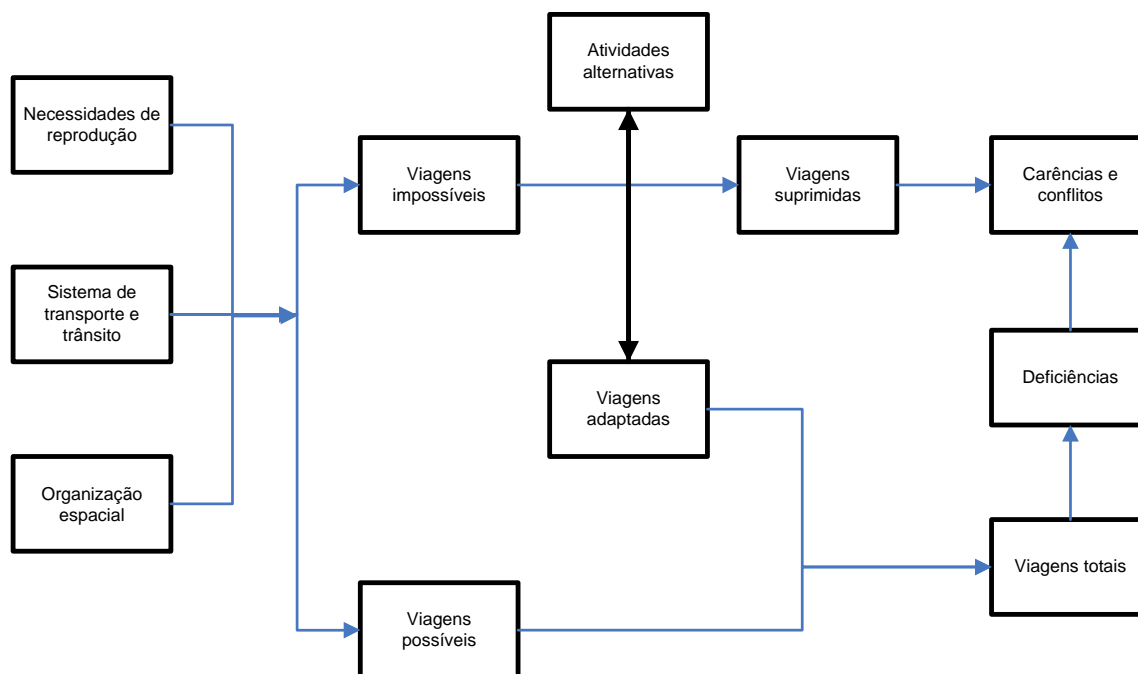 Atividades
alternativas
Necessidades de
reprodução
Viagens
impossíveis
Viagens
suprimidas
Carências e
conflitos
Sistema de
transporte e
trânsito
Deficiências
Viagens
adaptadas
Organização
espacial
Viagens totais
Viagens
possíveis